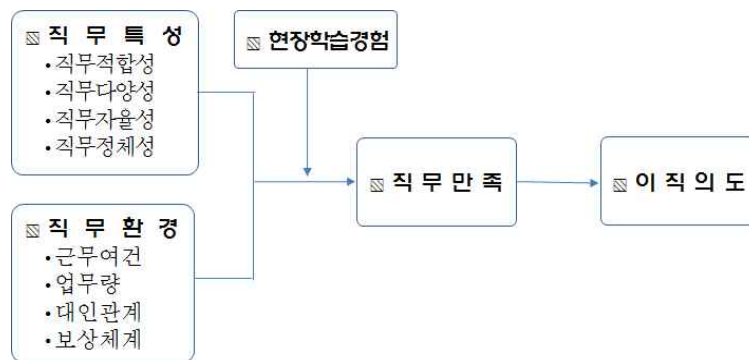 ▧ 직 무 특 성
• 직무적합성
• 직무다양성
• 직무자율성
• 직무정체성
▧ 현장학습경험
▧ 직 무 만 족
▧ 이 직 의 도
▧ 직 무 환 경
• 근무여건
• 업무량
• 대인관계
• 보상체계